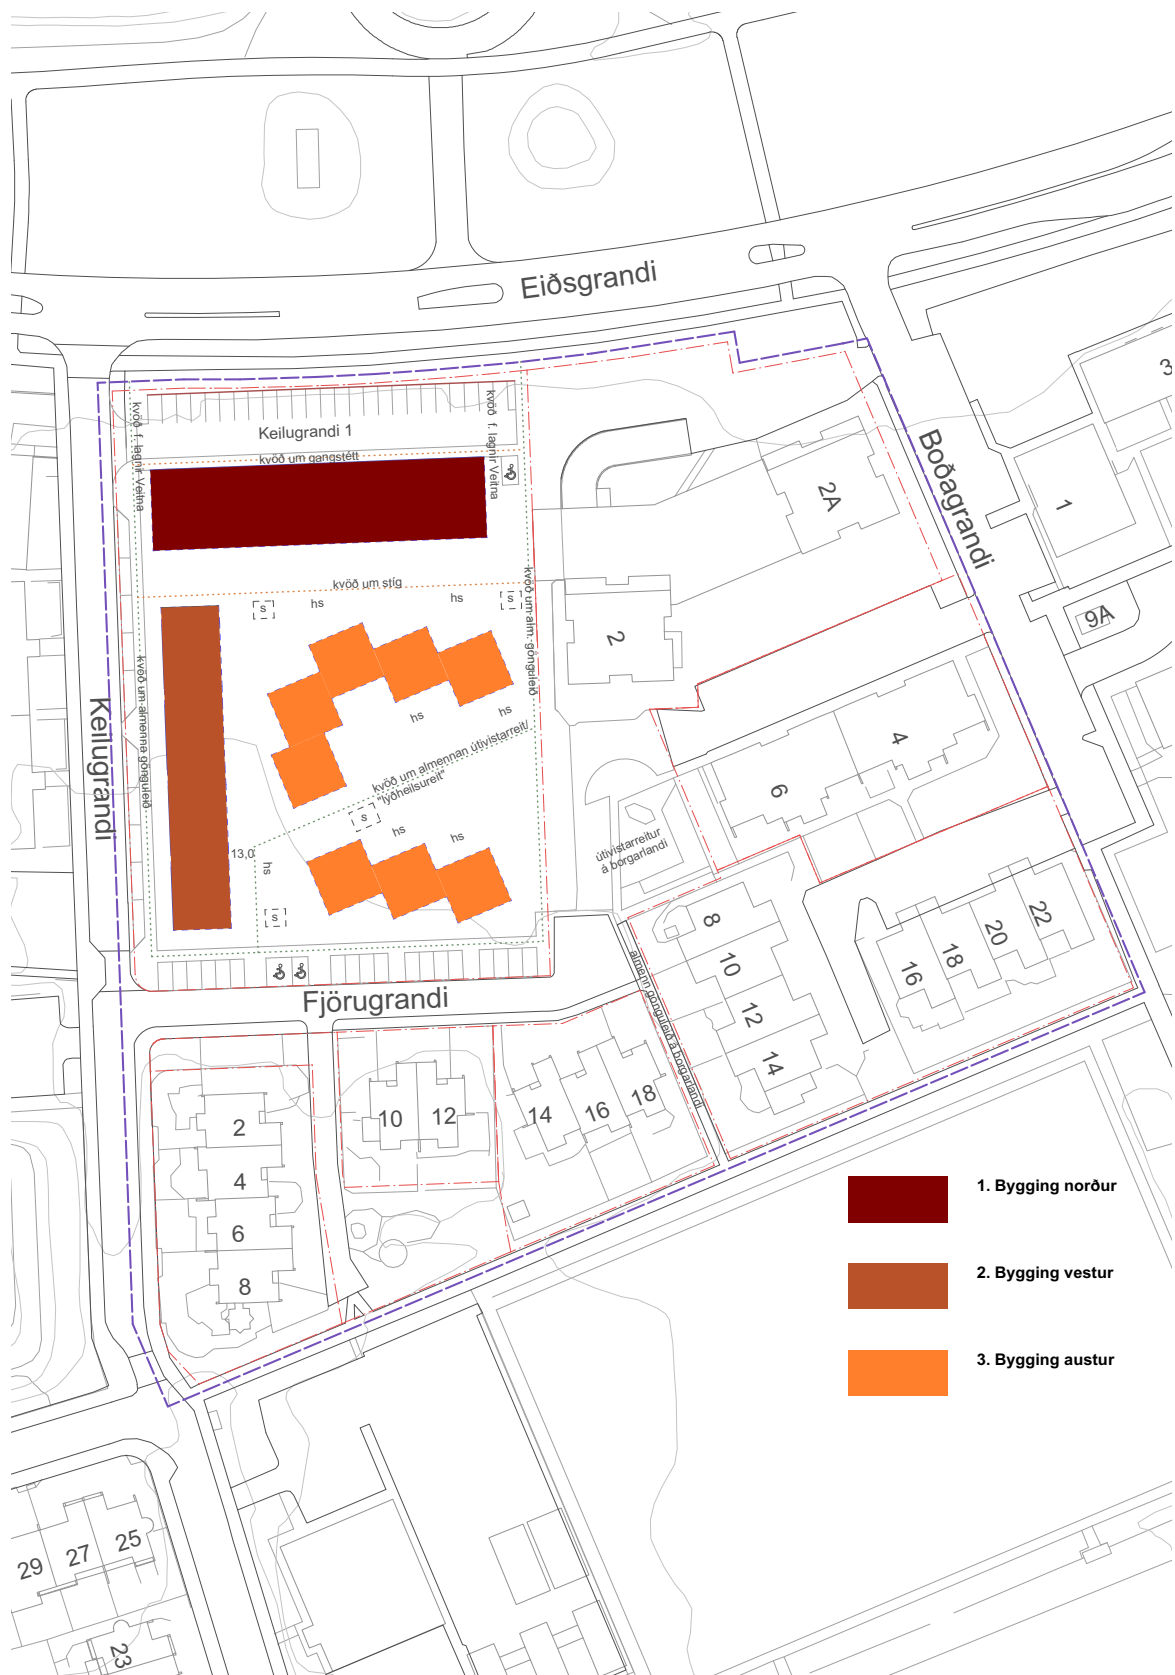 Eiðsgrandi
Keilugrandi 1
kvöð f. lagnir Veitna
kvöð f. lagnir Veitna
kvöð um gangstétt
Boðagrandi
2A
1
3
9A
kvöð um stíg
s
hs
hs
s
kvöð um alm. gönguleið
2
kvöð um almenna gönguleið
Keilugrandi
hs
hs
4
6
kvöð um almennan útivistarreit/
"lýðheilsureit"
s
hs
hs
13,0
hs
s
útivistarreitur
á borgarlandi
8
10
12
14
16
18
20
22
Fjörugrandi
almenn gönguleið á borgarlandi
2
4
6
8
10
12
14
16
18
1. Bygging norður
2. Bygging vestur
3. Bygging austur
29
27
25
23